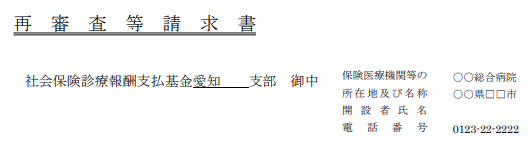 再審査等請求書
社会保険診療報酬支払基金愛知　　支部　御中
保険医療機関等の　○○総合病院
所在地及び名称　○○県□□市
開設者氏名
電話番号　0123-22-2222